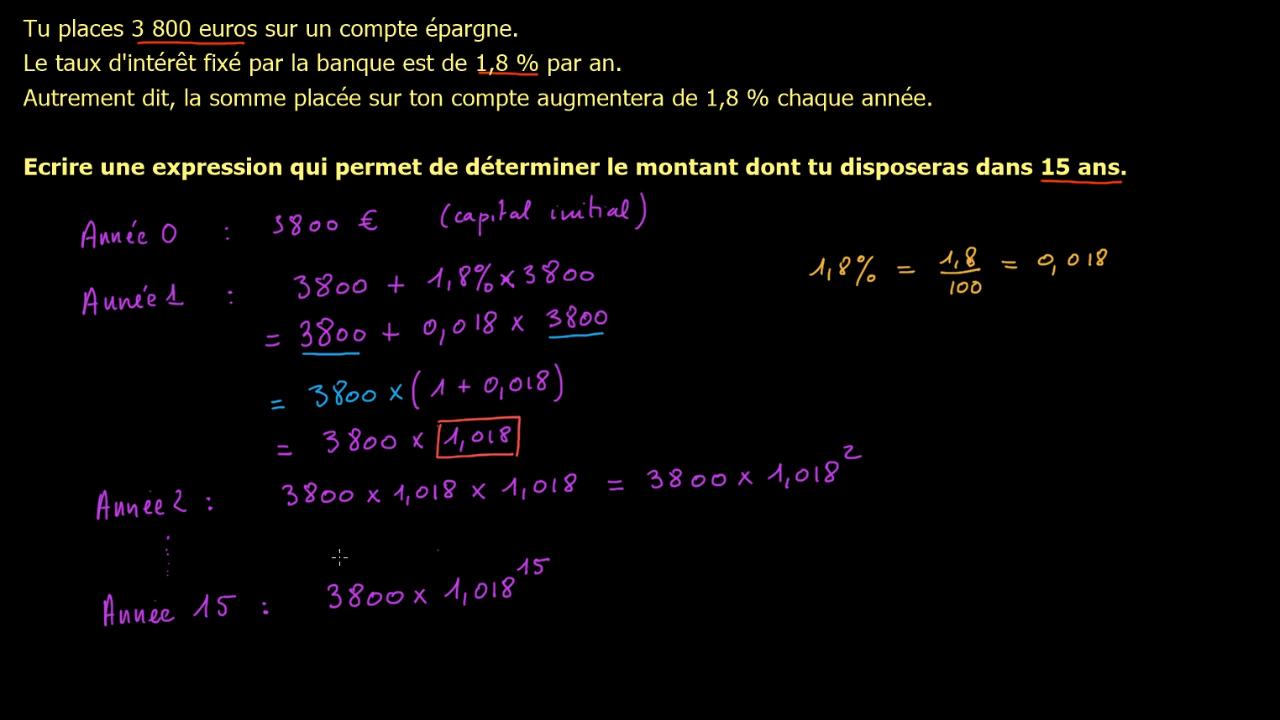 Tu places 3 800 euros sur un compte épargne.
Le taux d'intérêt fixé par la banque est de 1,8 % par an.
Autrement dit, la somme placée sur ton compte augmentera de 1,8 % chaque année.
Ecrire une expression qui permet de déterminer le montant dont tu disposeras dans 15 ans.
Année 0 : 3800 € (capital initial)
1,8% = 1,8/100 = 0,018
Année 1 : 3800 + 1,8% × 3800
= 3800 + 0,018 × 3800
= 3800 × (1 + 0,018)
= 3800 × 1,018
Année 2 : 3800 × 1,018 × 1,018 = 3800 × 1,018²
Année 15 : 3800 × 1,018¹⁵